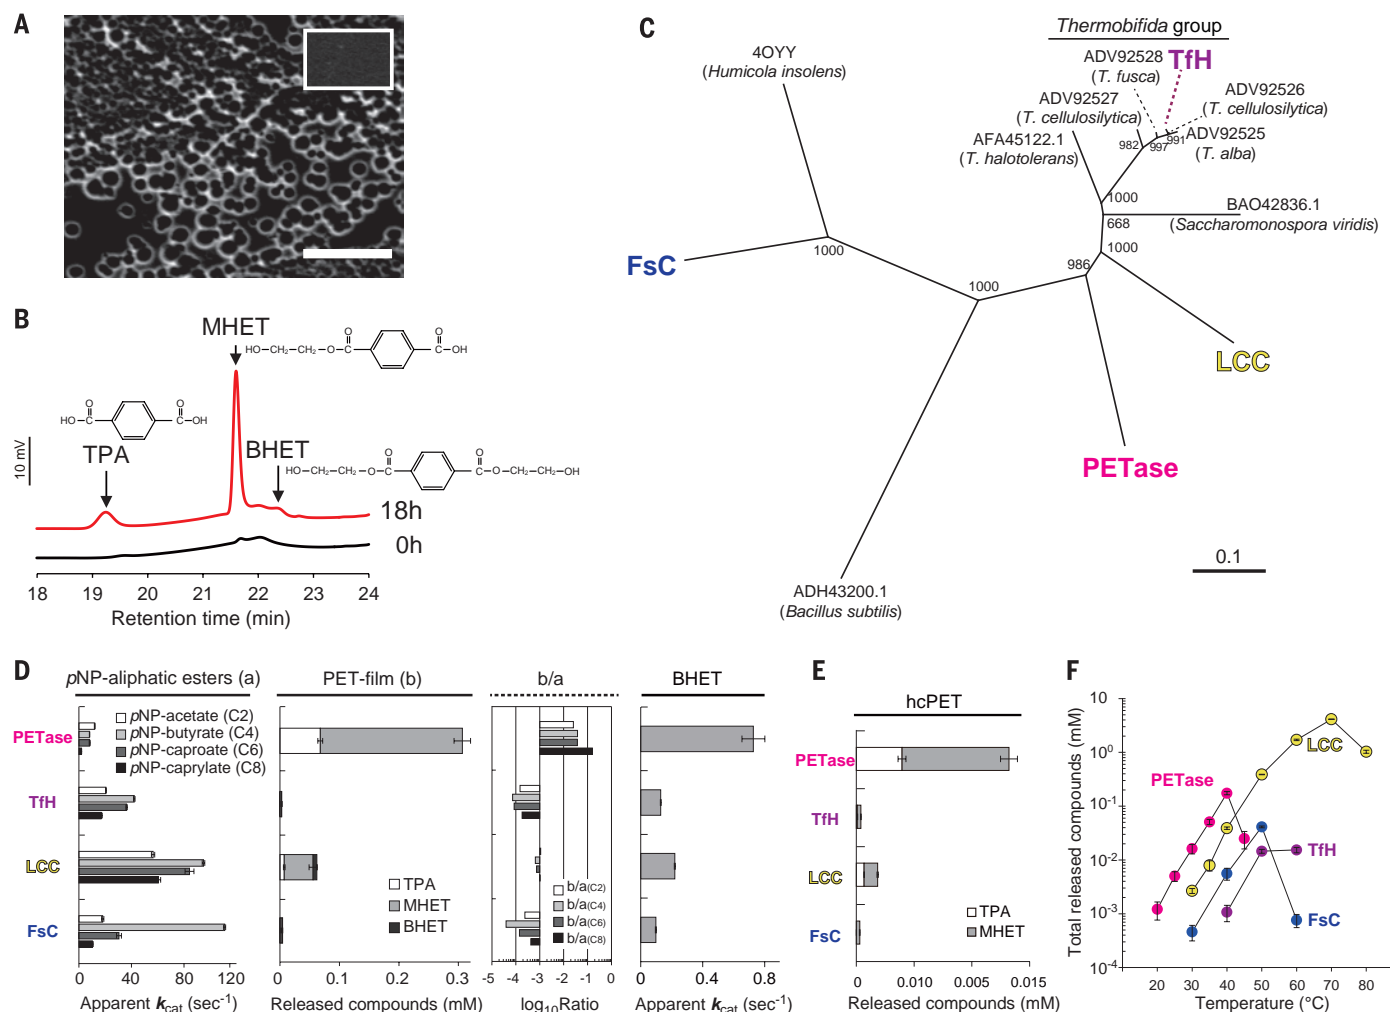 A
B
MHET
HO—CH₂—CH₂—O—C
O
C—OH
O
HO—C
O
C—OH
O
TPA
BHET
HO—CH₂—CH₂—O—C
O
C—O—CH₂—CH₂—OH
O
10 mV
18h
0h
18 19 20 21 22 23 24
Retention time (min)
C
4OYY
(Humicola insolens)
Thermobifida group
ADV92528
(T. fusca)
TfH
ADV92526
(T. cellulosilytica)
ADV92527
(T. cellulosilytica)
ADV92525
(T. alba)
AFA45122.1
(T. halotolerans)
982
997
991
1000
BAO42836.1
(Saccharomonospora viridis)
668
1000
986
1000
1000
FsC
LCC
PETase
ADH43200.1
(Bacillus subtilis)
0.1
D
pNP-aliphatic esters (a)
PET-film (b)
b/a
BHET
pNP-acetate (C2)
pNP-butyrate (C4)
pNP-caproate (C6)
pNP-caprylate (C8)
PETase
TfH
LCC
FsC
TPA
MHET
BHET
b/a(C2)
b/a(C4)
b/a(C6)
b/a(C8)
0 40 80 120
Apparent kcat (sec-1)
0 0.1 0.2 0.3
Released compounds (mM)
-5 -4 -3 -2 -1 0
log10Ratio
0 0.4 0.8
Apparent kcat (sec-1)
E
hcPET
PETase
TfH
LCC
FsC
TPA
MHET
0 0.010 0.005 0.015
Released compounds (mM)
F
Total released compounds (mM)
10
10⁰
10-1
10-2
10-3
10-4
PETase
LCC
TfH
FsC
20 30 40 50 60 70 80
Temperature (°C)